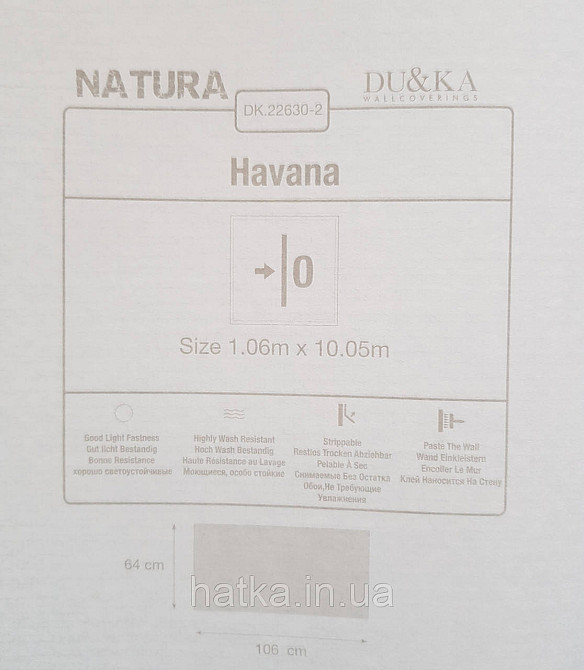 NATURA
DU&KA
WALLCOVERINGS
DK.22630-2
Havana
0
Size 1.06m x 10.05m
Good Light Fastness
Gut licht Bestandig
Bonne Resistance
хорошо светоустойчивые
Highly Wash Resistant
Hoch Wash Bestandig
Haute Résistance au Lavage
Моющиеся, особо стойкие
Strippable
Restlos Trocken Abziehbar
Pelable À Sec
Снимаемые Без Остатка
Обои,Не Требующие
Увлажнения
Paste The Wall
Wand Einkleistern
Encoller Le Mur
Клей Наносится На Стену
64 cm
hatka.in.ua
106 cm